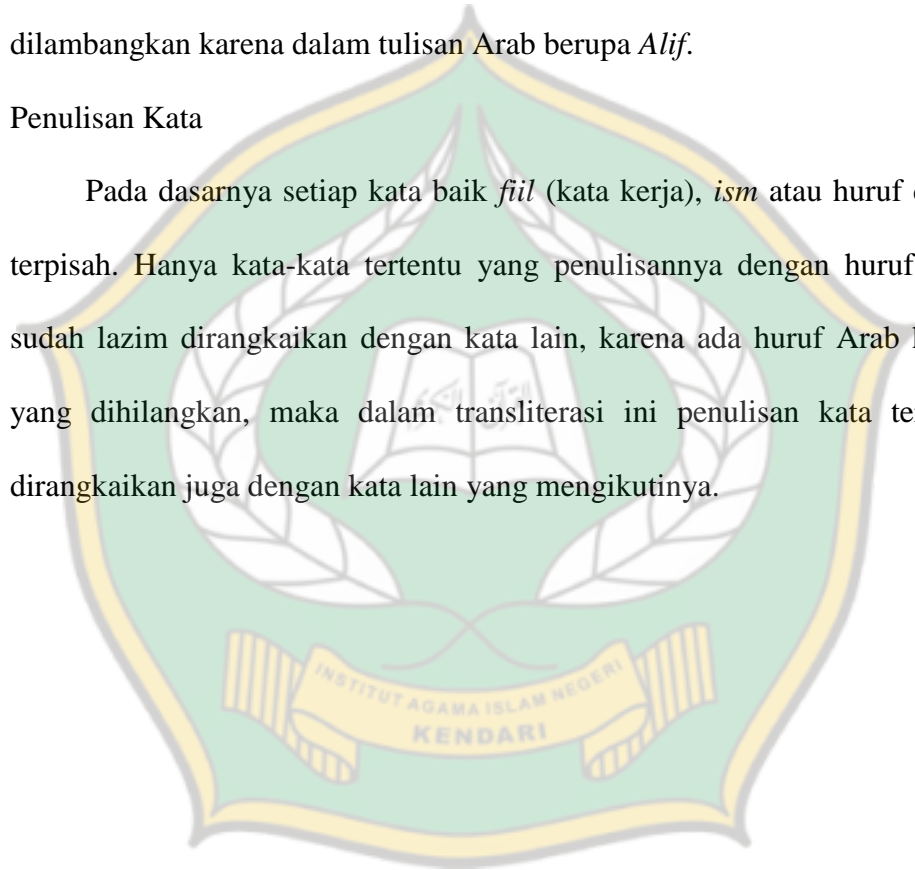 dilambangkan karena dalam tulisan Arab berupa Alif.
Penulisan Kata
Pada dasarnya setiap kata baik fiil (kata kerja), ism atau huruf
terpisah. Hanya kata-kata tertentu yang penulisannya dengan huruf
sudah lazim dirangkaikan dengan kata lain, karena ada huruf Arab
yang dihilangkan, maka dalam transliterasi ini penulisan kata
dirangkaikan juga dengan kata lain yang mengikutinya.
INSTITUT AGAMA ISLAM NEGERI
KENDARI